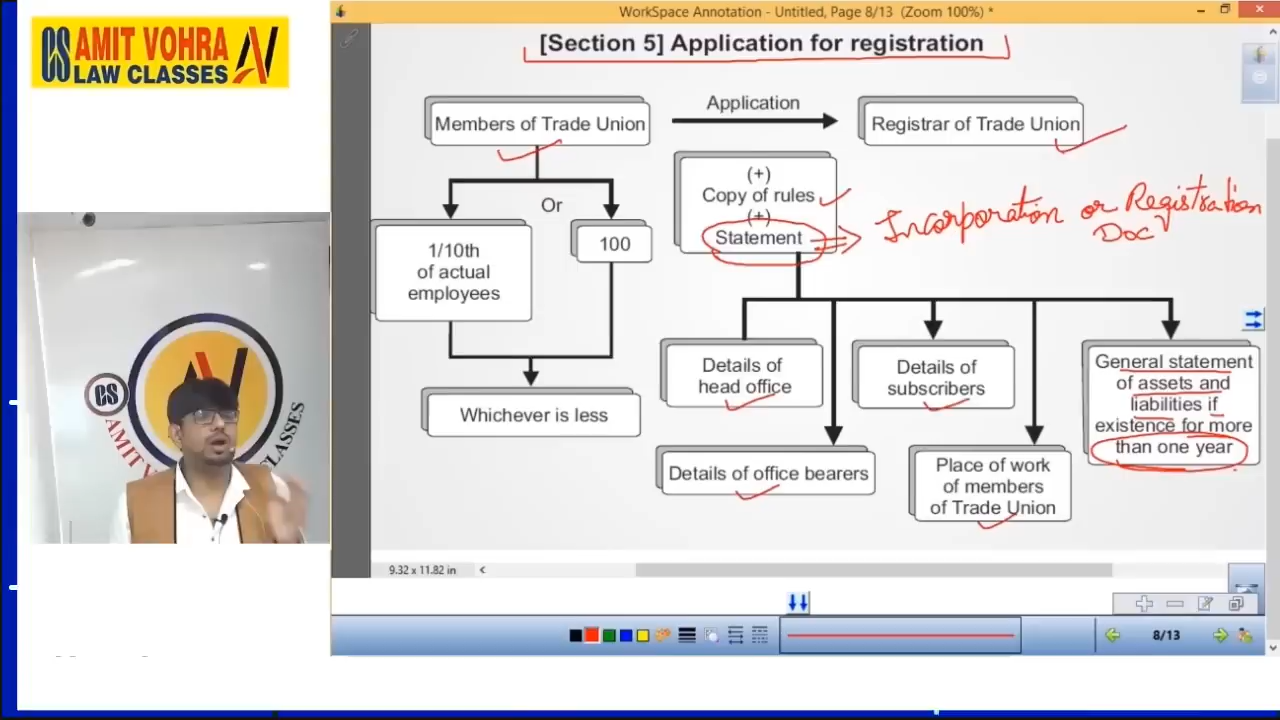 CS AMIT VOHRA
LAW CLASSES
WorkSpace Annotation - Untitled, Page 8/13 (Zoom 100%) *
[Section 5] Application for registration
Members of Trade Union
Application
Registrar of Trade Union
Or
1/10th
of actual
employees
100
Whichever is less
(+)
Copy of rules
(+)
Statement
Incorporation or Registration
Doc
Details of
head office
Details of office bearers
Details of
subscribers
Place of work
of members
of Trade Union
General statement
of assets and
liabilities if
existence for more
than one year
CS
AMIT V
CLASSES
9.32 x 11.82 in
8/13